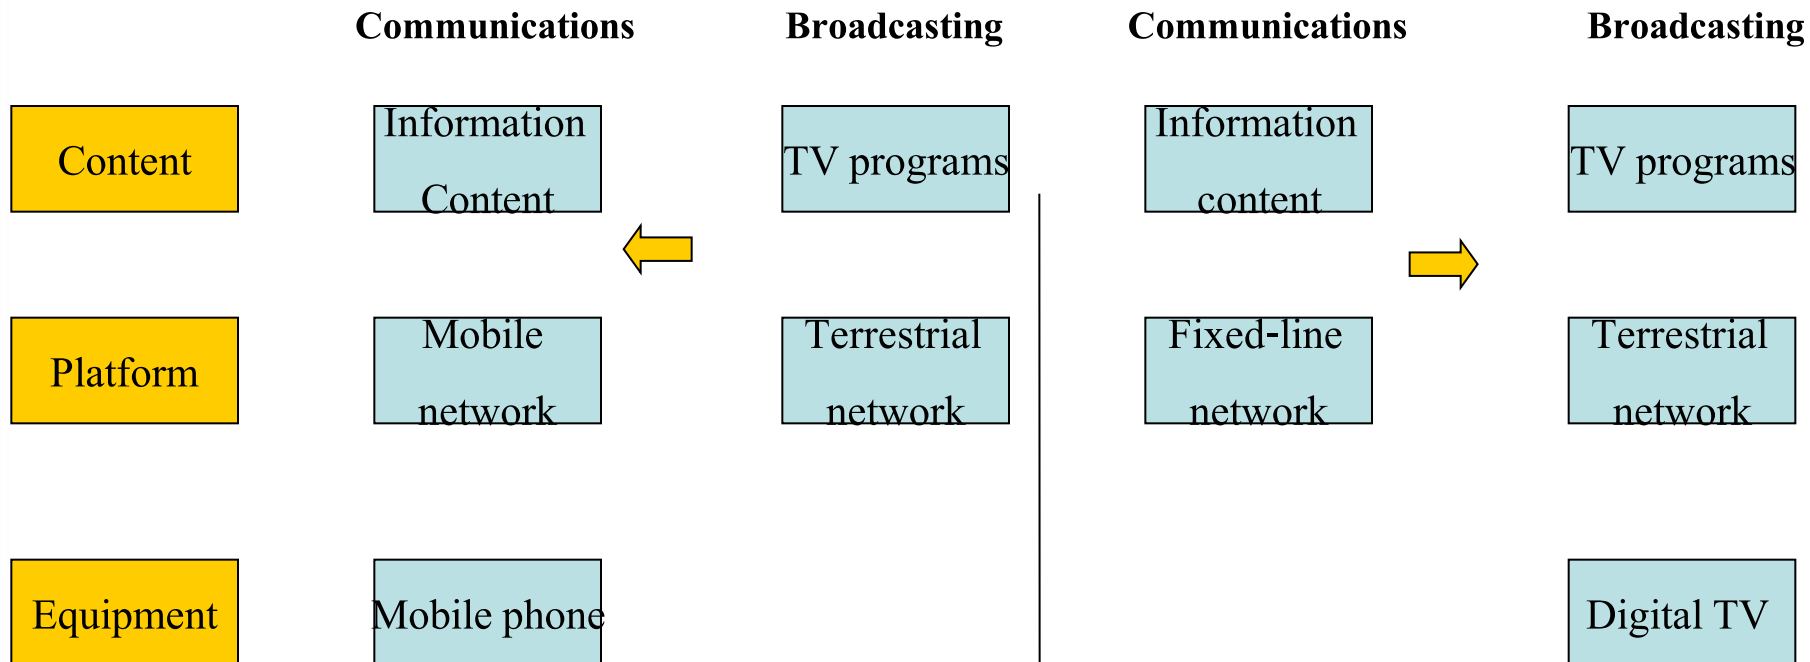 Communications Broadcasting Communications Broadcasting
Content
Information
Content
TV programs
Information
content
TV programs
Platform
Mobile
network
Terrestrial
network
Fixed-line
network
Terrestrial
network
Equipment
Mobile phone
Digital TV